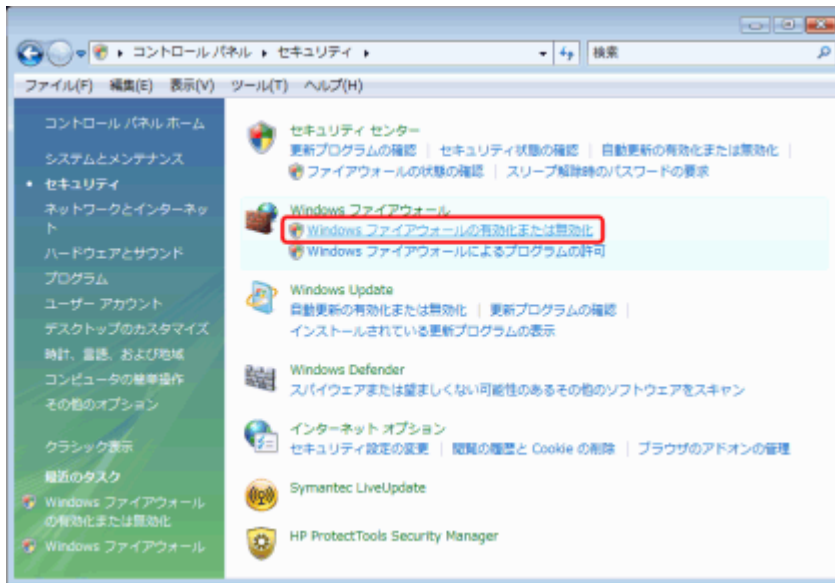 コントロール パネル ▸ セキュリティ ▸
検索
ファイル(F) 編集(E) 表示(V) ツール(T) ヘルプ(H)
コントロール パネル ホーム
システムとメンテナンス
• セキュリティ
ネットワークとインターネッ
ト
ハードウェアとサウンド
プログラム
ユーザー アカウント
デスクトップのカスタマイズ
時計、言語、および地域
コンピュータの簡単操作
その他のオプション
クラシック表示
最近のタスク
Windows ファイアウォール
の有効化または無効化
Windows ファイアウォール
セキュリティ センター
更新プログラムの確認 | セキュリティ状態の確認 | 自動更新の有効化または無効化 |
ファイアウォールの状態の確認 | スリープ解除時のパスワードの要求
Windows ファイアウォール
Windows ファイアウォールの有効化または無効化
Windows ファイアウォールによるプログラムの許可
Windows Update
自動更新の有効化または無効化 | 更新プログラムの確認 |
インストールされている更新プログラムの表示
Windows Defender
スパイウェアまたは望ましくない可能性のあるその他のソフトウェアをスキャン
インターネット オプション
セキュリティ設定の変更 | 閲覧の履歴と Cookie の削除 | ブラウザのアドオンの管理
Symantec LiveUpdate
HP ProtectTools Security Manager